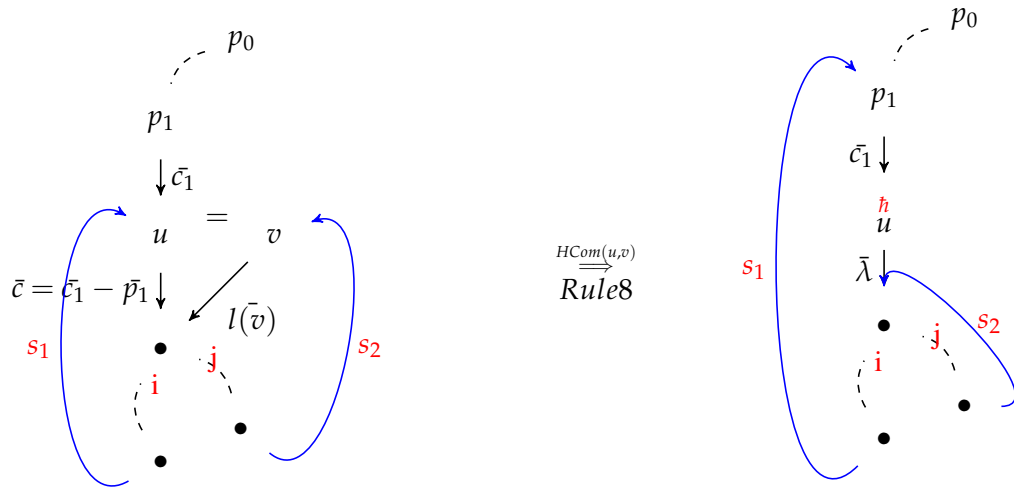 p₀
p₁
c̄₁
u = v
c̄ = c̄₁ − p̄₁
l(v̄)
s₁
i
j
s₂
HCom(u,v)
⟹
Rule8
p₀
p₁
c̄₁
ħ
u
λ̄
s₁
i
j
s₂